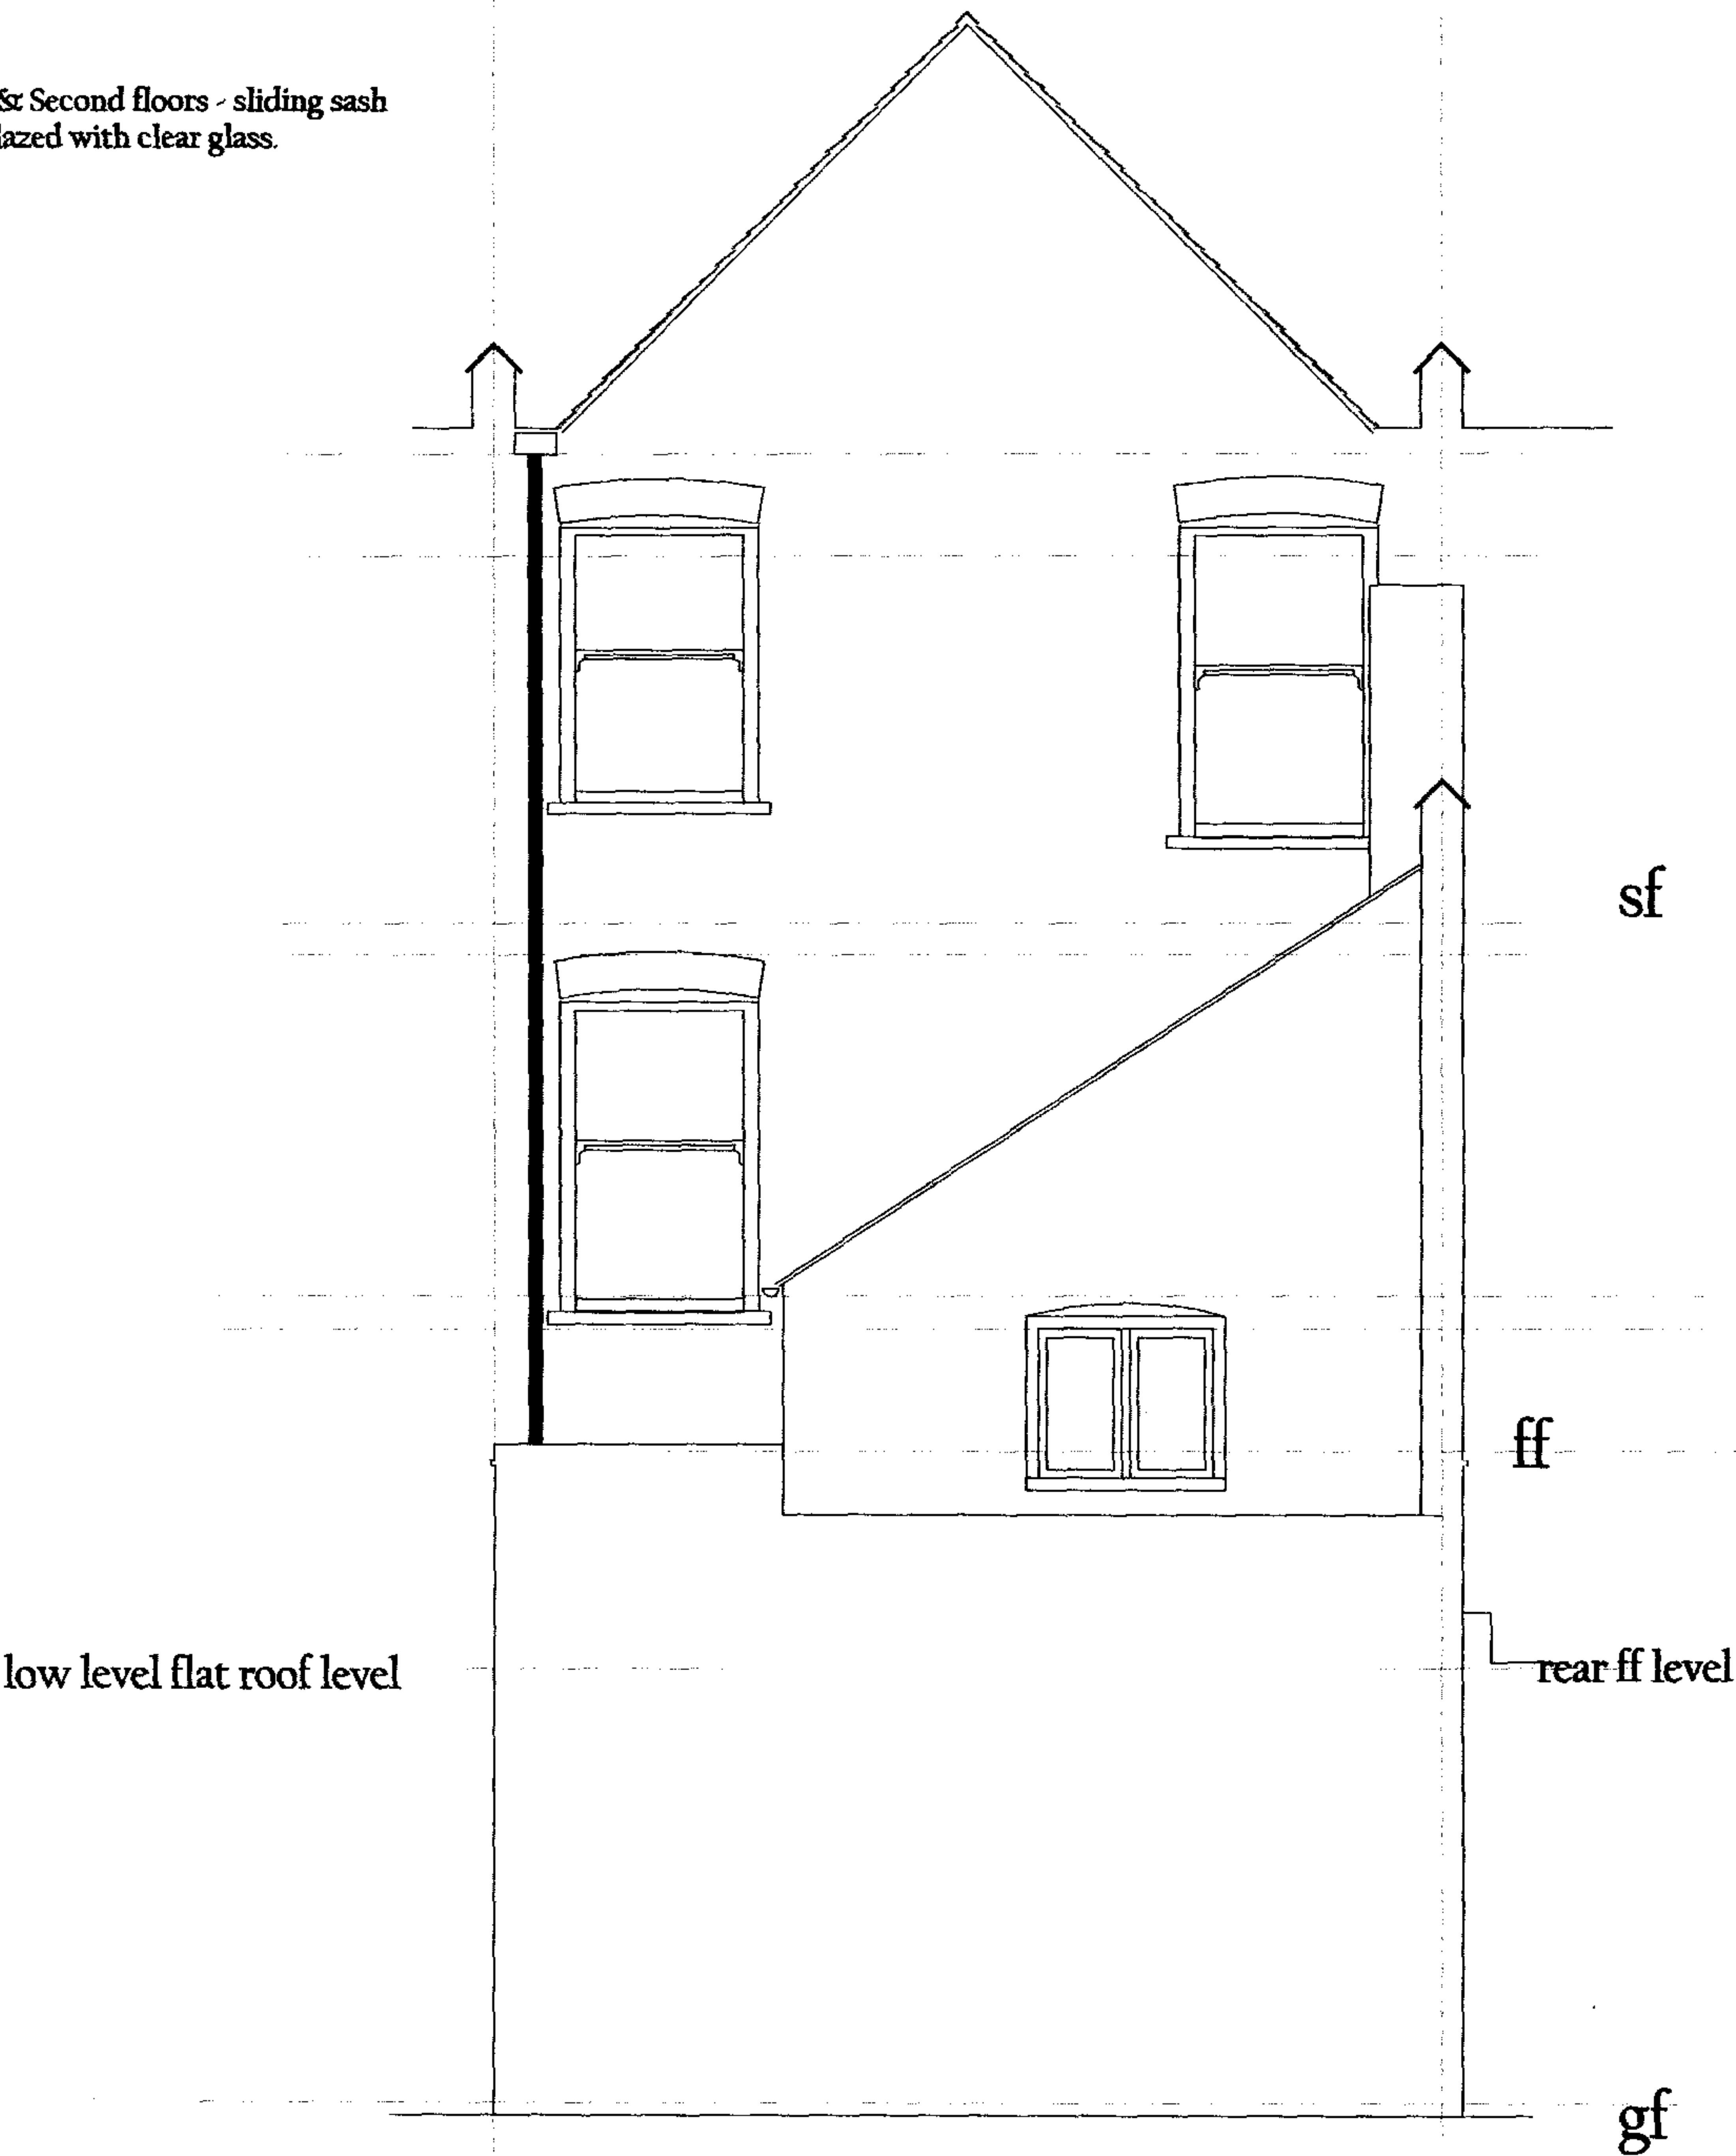 & Second floors - sliding sash
lazed with clear glass.
sf
ff
low level flat roof level
rear ff level
gf